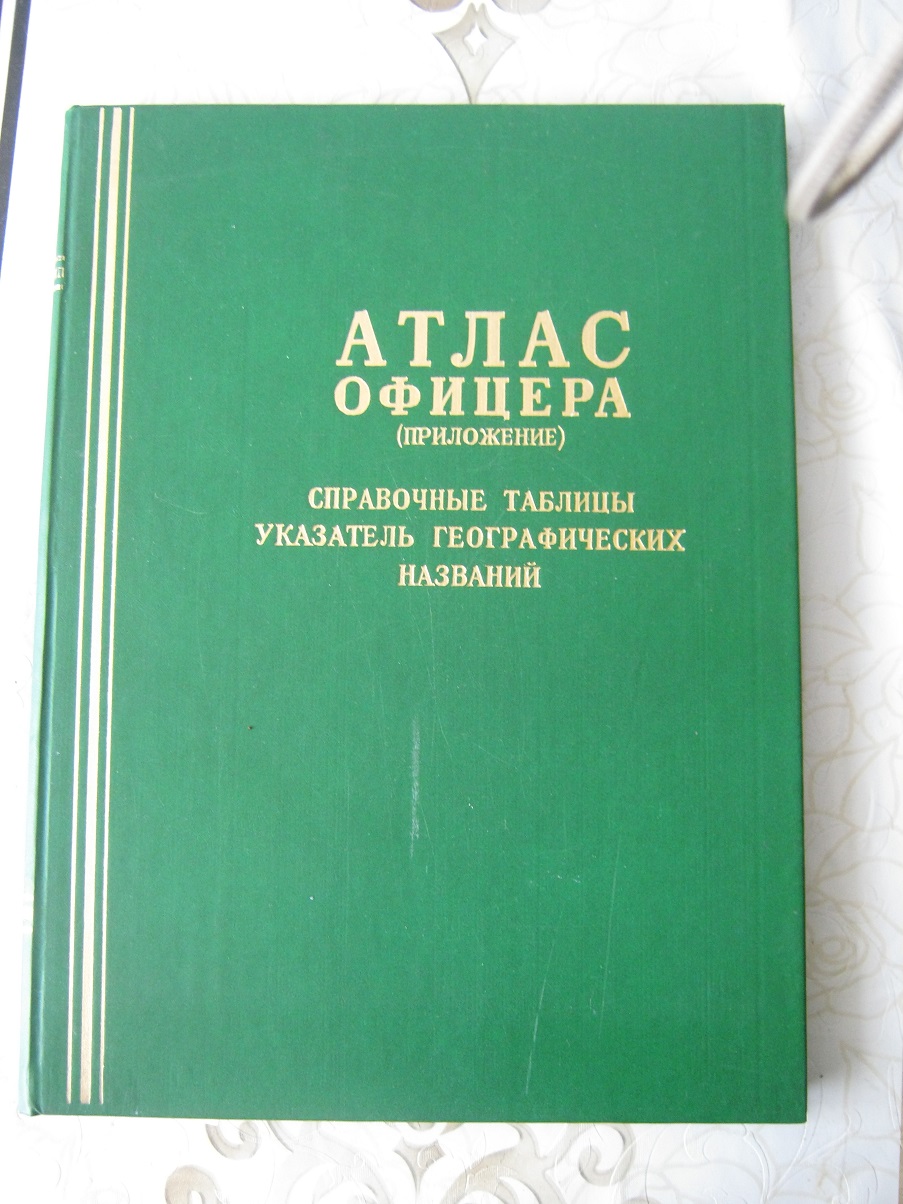 АТЛАС
ОФИЦЕРА
(ПРИЛОЖЕНИЕ)
СПРАВОЧНЫЕ ТАБЛИЦЫ
УКАЗАТЕЛЬ ГЕОГРАФИЧЕСКИХ
НАЗВАНИЙ